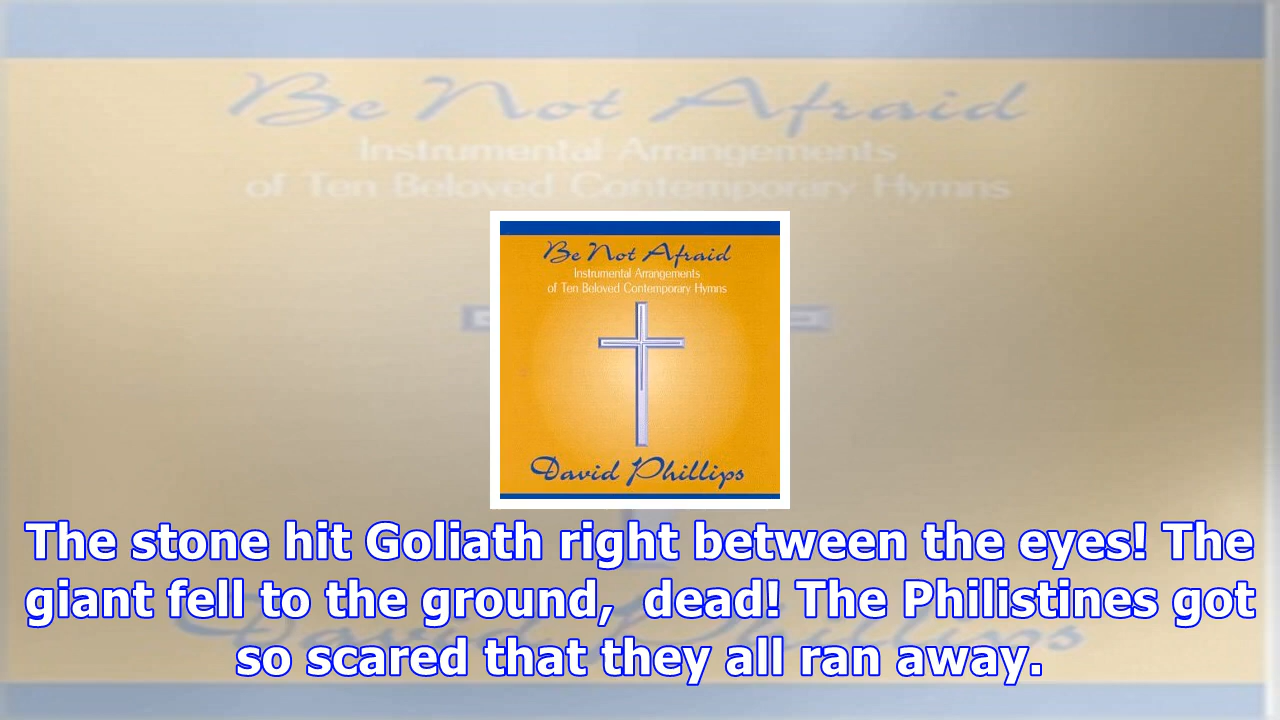 Be Not Afraid
Instrumental Arrangements
of Ten Beloved Contemporary Hymns
Be Not Afraid
Instrumental Arrangements
of Ten Beloved Contemporary Hymns
David Phillips
The stone hit Goliath right between the eyes! The
giant fell to the ground,  dead! The Philistines got
so scared that they all ran away.
David Phillips